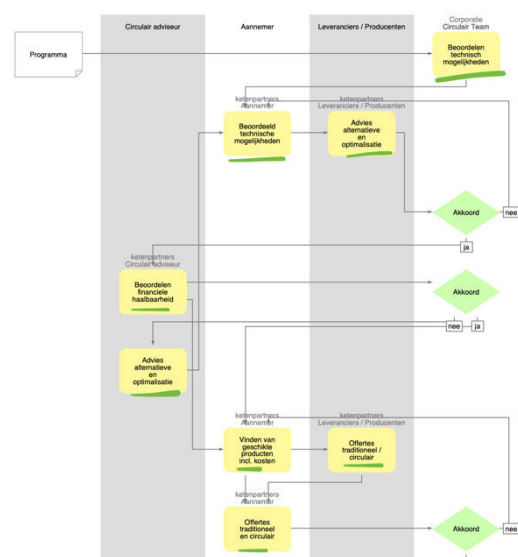 Circulair adviseur
Aannemer
Leveranciers / Producenten
Corporatie
Circulair Team
Programma
Beoordelen
technisch
mogelijkheden
ketenpartners
Aannemer
ketenpartners
Leveranciers / Producenten
Beoordeeld
technische
mogelijkheden
Advies
alternatieve
en
optimalisatie
Akkoord
nee
ja
ketenpartners
Circulair adviseur
Beoordelen
financiele
haalbaarheid
Akkoord
nee
ja
Advies
alternatieve
en
optimalisatie
ketenpartners
Aannemer
ketenpartners
Leveranciers / Producenten
Vinden van
geschikte
producten
incl. kosten
Offertes
traditioneel /
circulair
ketenpartners
Aannemer
Offertes
traditioneel
en circulair
Akkoord
nee